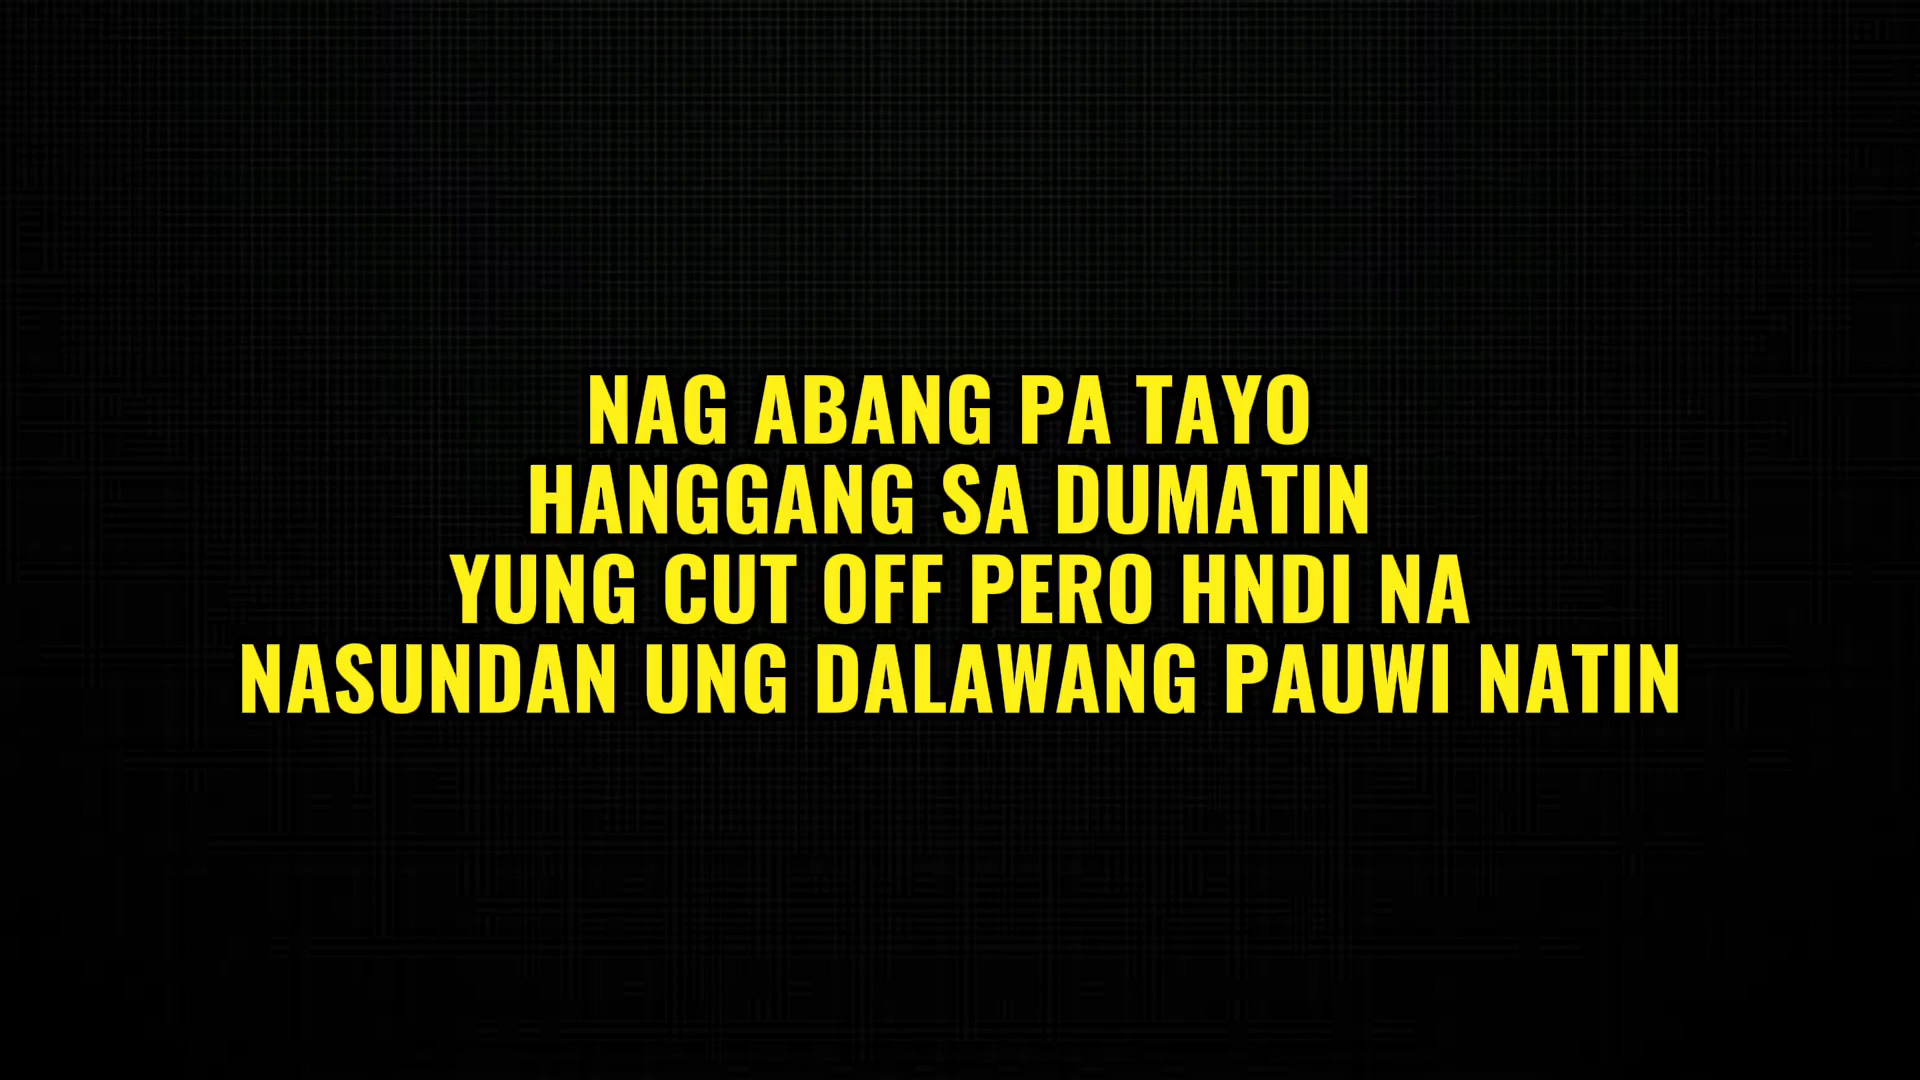 NAG ABANG PA TAYO
HANGGANG SA DUMATIN
YUNG CUT OFF PERO HNDI NA
NASUNDAN UNG DALAWANG PAUWI NATIN